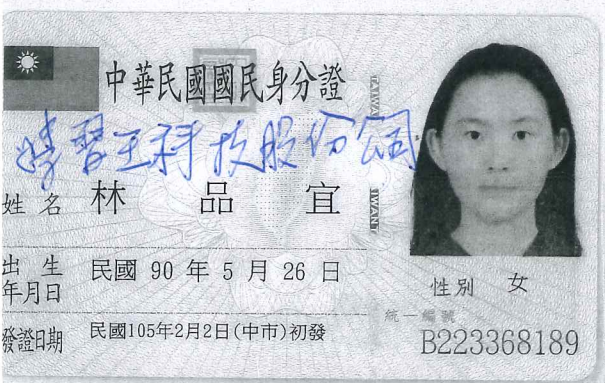 中華民國國民身分證
學習王科技股份公司
姓名 林品宜
出生年月日 民國 90 年 5 月 26 日
性別 女
發證日期 民國105年2月2日(中市)初發
統一編號
B223368189